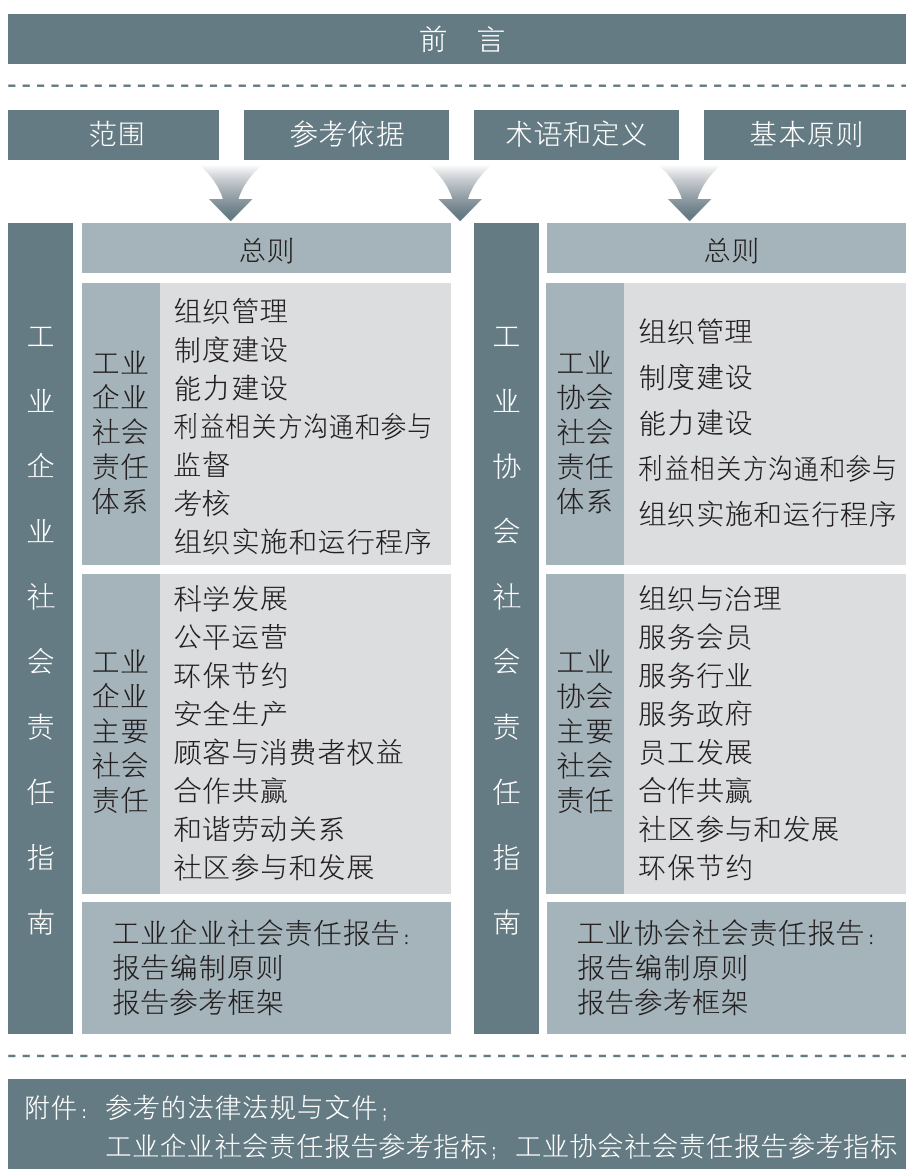 前 言
范围
参考依据
术语和定义
基本原则
工业企业社会责任指南
总则
工业
企业
社会
责任
体系
组织管理
制度建设
能力建设
利益相关方沟通和参与
监督
考核
组织实施和运行程序
工业
企业
主要
社会
责任
科学发展
公平运营
环保节约
安全生产
顾客与消费者权益
合作共赢
和谐劳动关系
社区参与和发展
工业企业社会责任报告:
报告编制原则
报告参考框架
工业协会社会责任指南
总则
工业
协会
社会
责任
体系
组织管理
制度建设
能力建设
利益相关方沟通和参与
组织实施和运行程序
工业
协会
主要
社会
责任
组织与治理
服务会员
服务行业
服务政府
员工发展
合作共赢
社区参与和发展
环保节约
工业协会社会责任报告:
报告编制原则
报告参考框架
附件: 参考的法律法规与文件;
工业企业社会责任报告参考指标; 工业协会社会责任报告参考指标